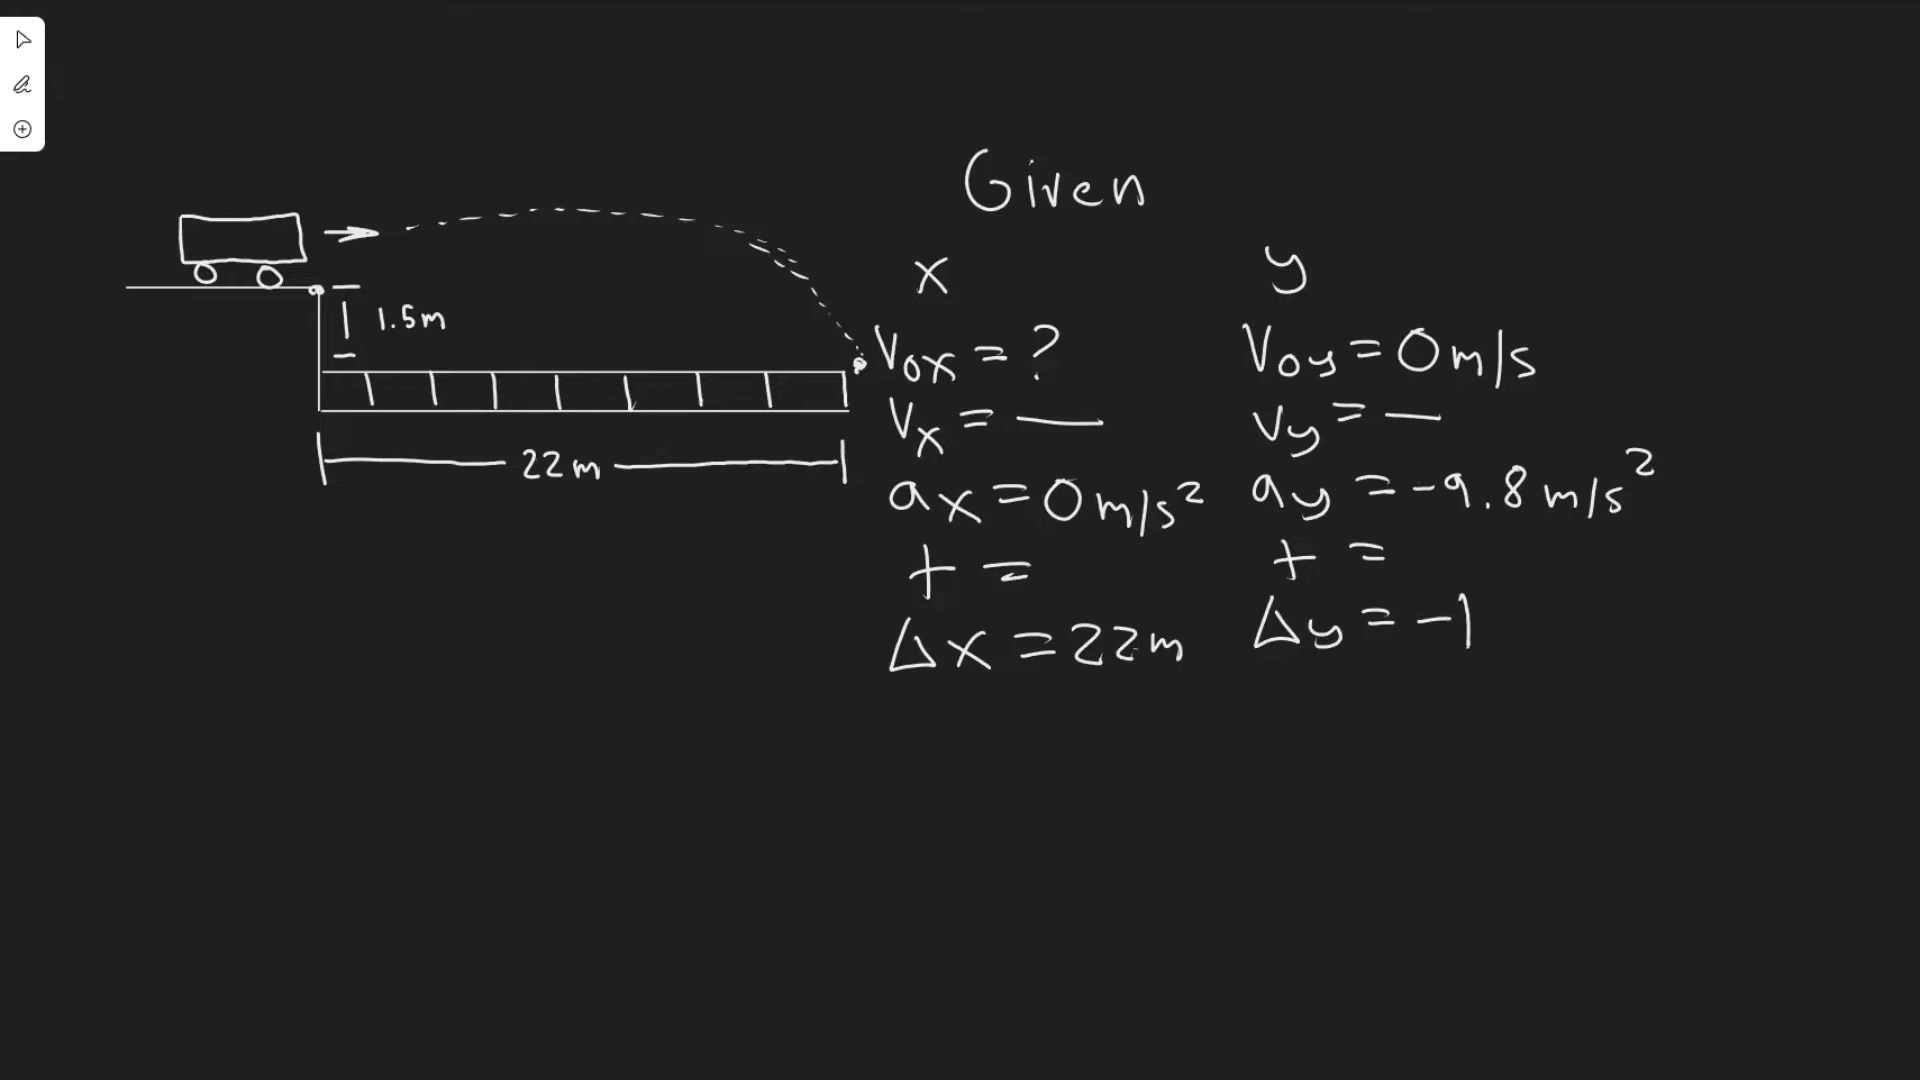 Given
x
y
1.5m
Vox = ?
Voy = 0 m/s
Vx = —
Vy = —
22m
ax = 0 m/s²
ay = -9.8 m/s²
t =
t =
Δx = 22m
Δy = -1